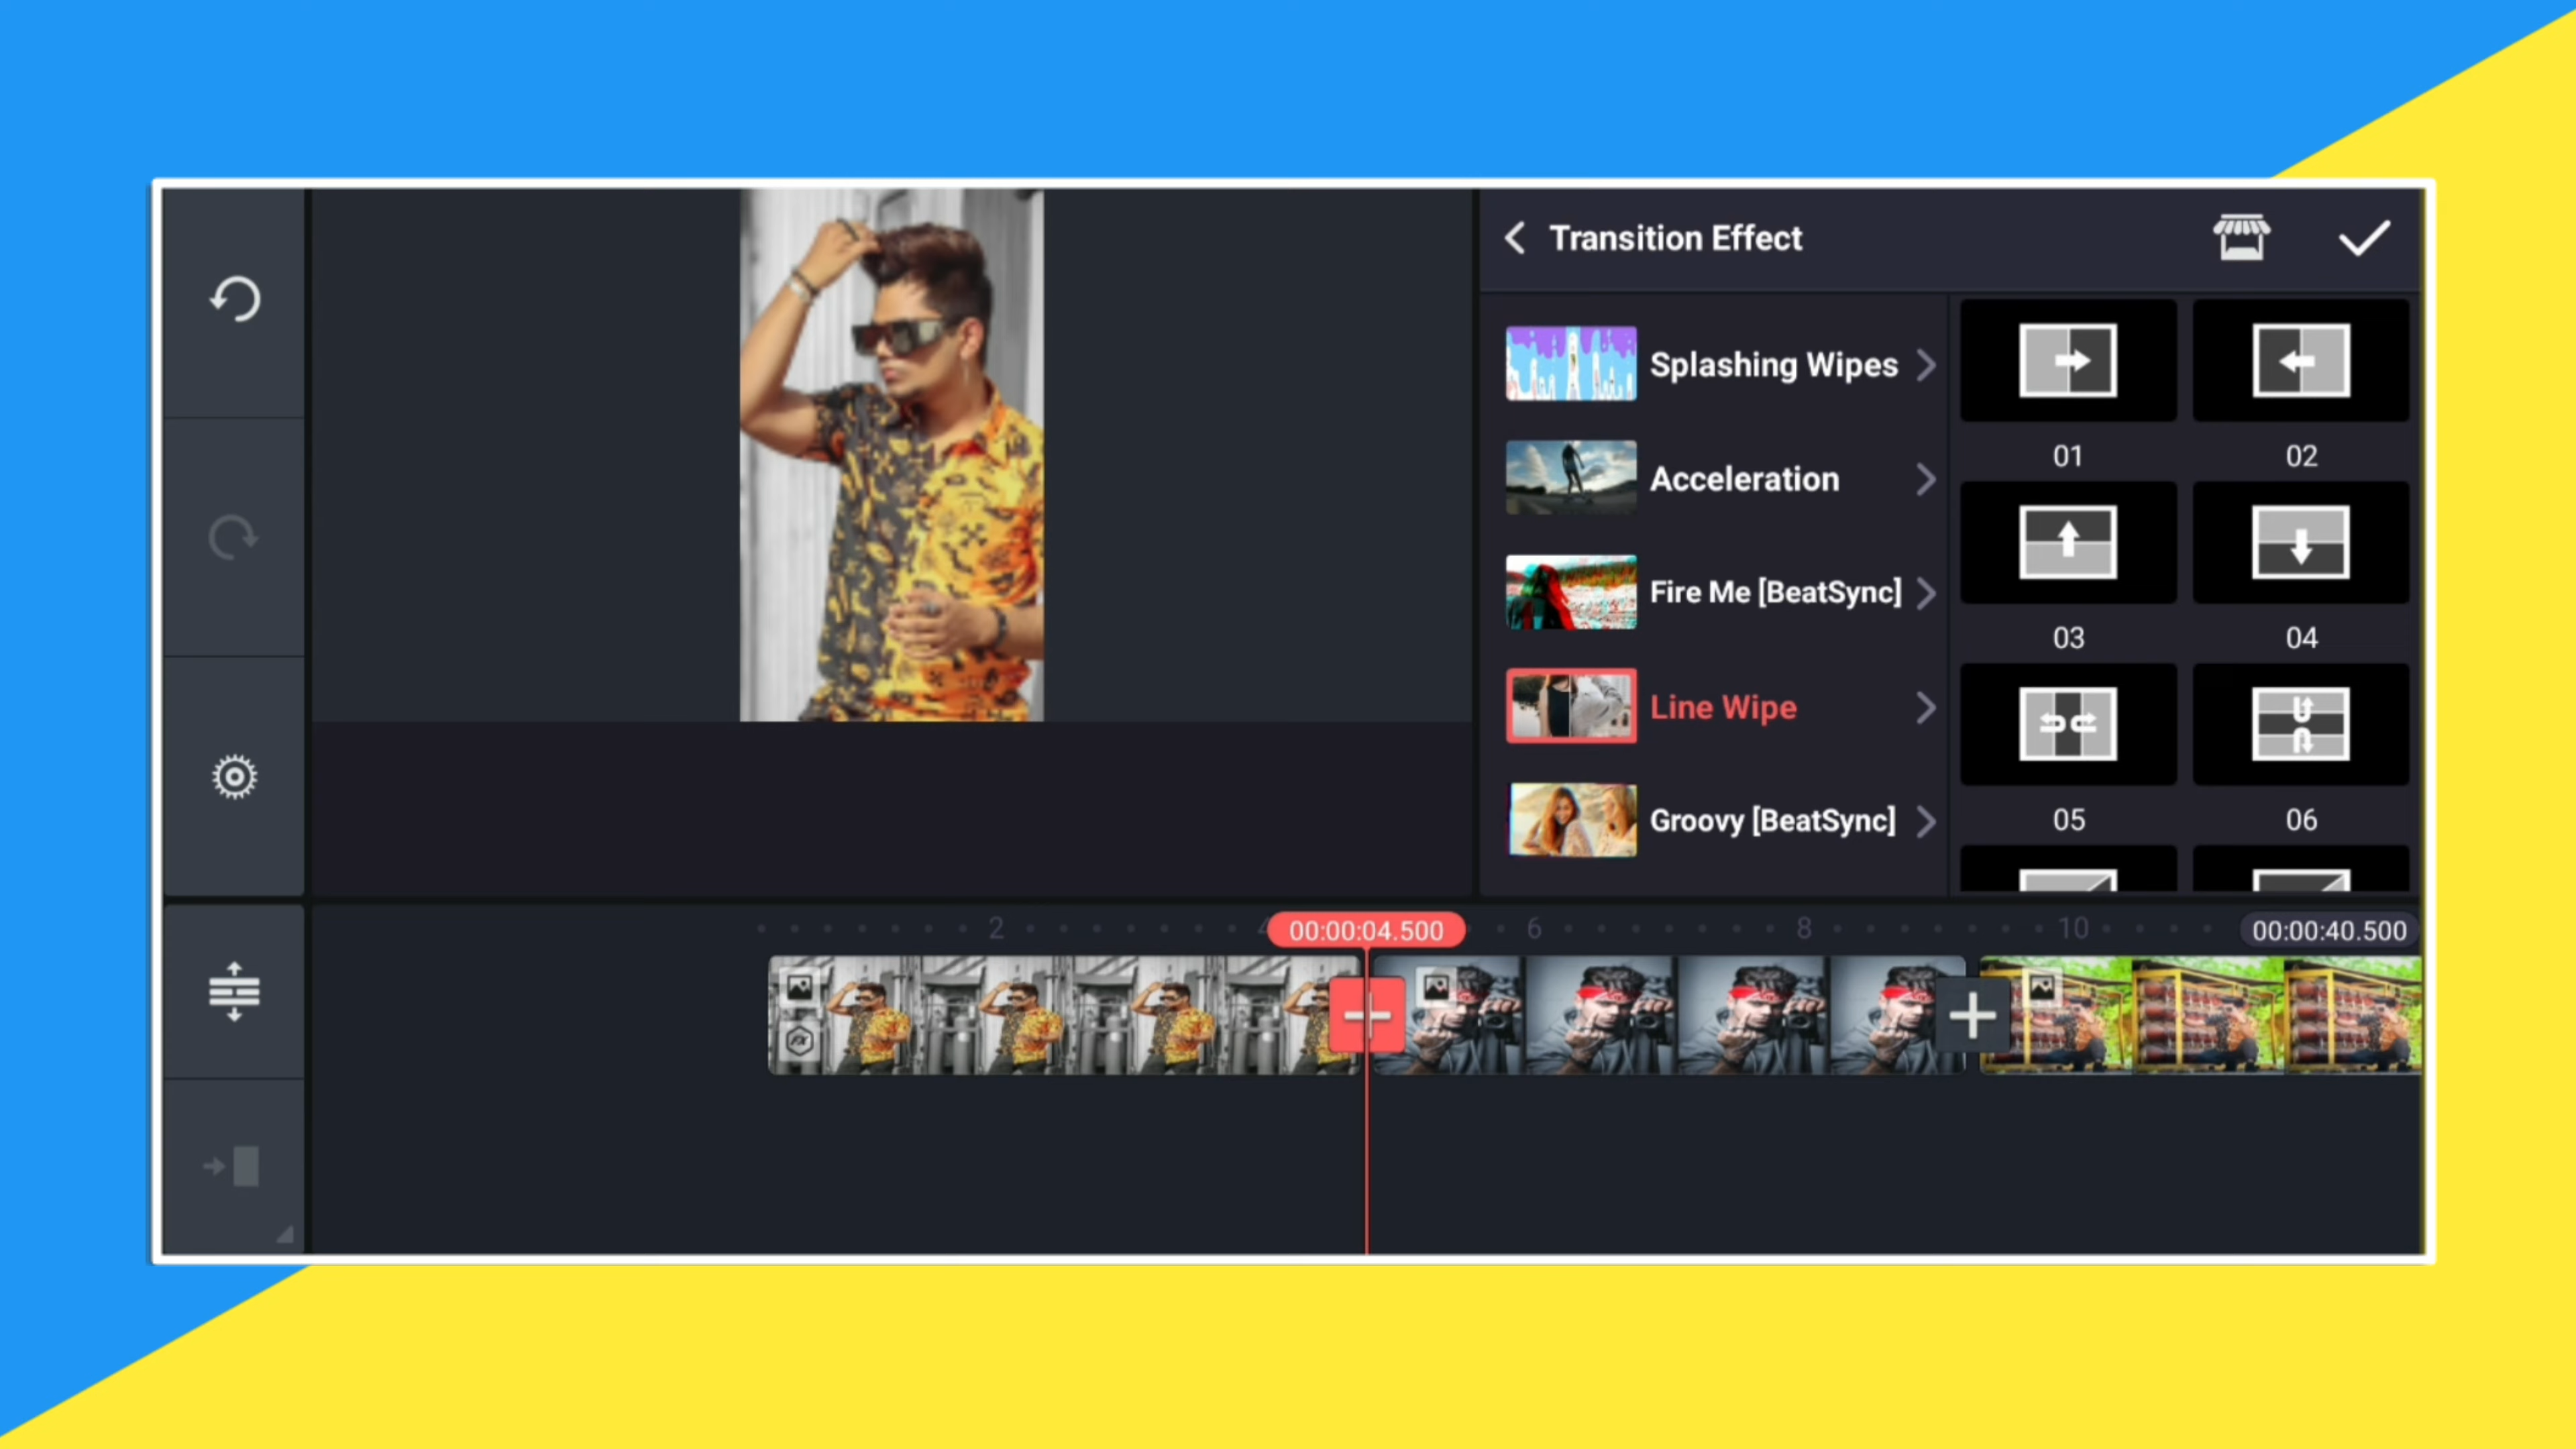 Transition Effect
Splashing Wipes
Acceleration
Fire Me [BeatSync]
Line Wipe
Groovy [BeatSync]
01
02
03
04
05
06
2
00:00:04.500
6
8
10
00:00:40.500